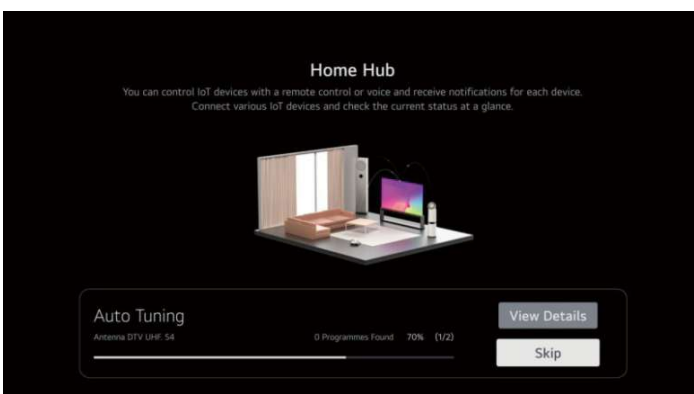 Home Hub
You can control IoT devices with a remote control or voice and receive notifications for each device.
Connect various IoT devices and check the current status at a glance.
Auto Tuning
View Details
Antenna DTV UHF. 54
0 Programmes Found 70% (1/2)
Skip